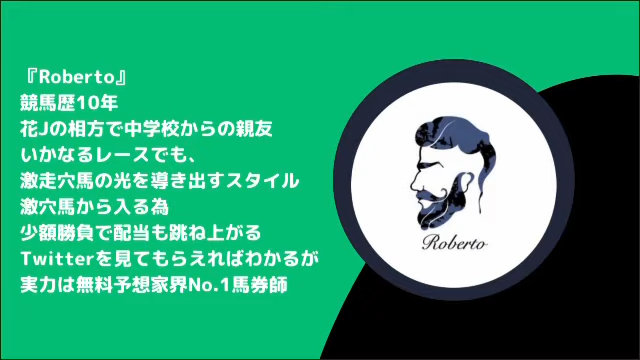 『Roberto』
競馬歴10年
花Jの相方で中学校からの親友
いかなるレースでも、
激走穴馬の光を導き出すスタイル
激穴馬から入る為
少額勝負で配当も跳ね上がる
Twitterを見てもらえればわかるが
実力は無料予想家界No.1馬券師
Roberto